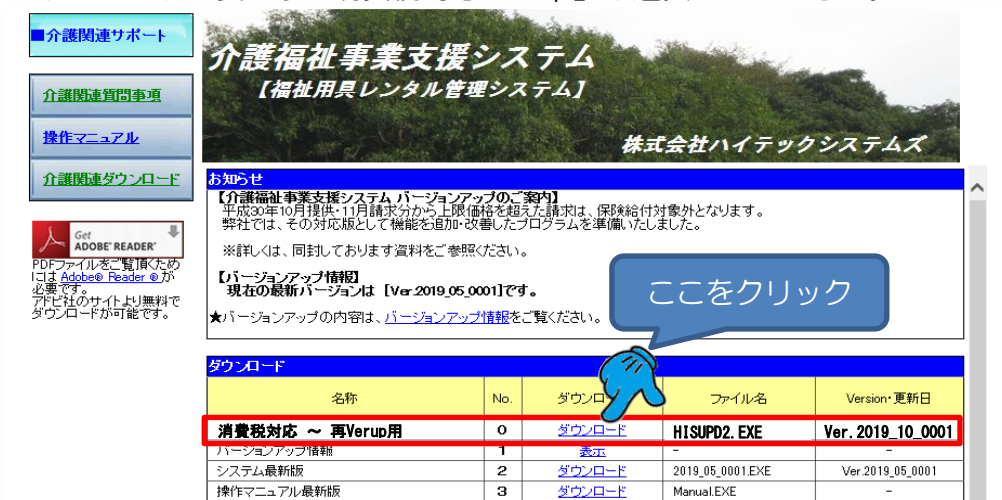 ■介護関連サポート
介護関連質問事項
操作マニュアル
介護関連ダウンロード
Get
ADOBE® READER®
PDFファイルをご覧頂くため
には Adobe® Reader ® が
必要です。
アドビ社のサイトより無料で
ダウンロードが可能です。
介護福祉事業支援システム
【福祉用具レンタル管理システム】
株式会社ハイテックシステムズ
お知らせ
【介護福祉事業支援システム バージョンアップのご案内】
平成30年10月提供・11月請求分から上限価格を超えた請求は、保険給付対象外となります。
弊社では、その対応版として機能を追加・改善したプログラムを準備いたしました。
※詳しくは、同封しております資料をご参照ください。
【バージョンアップ情報】
現在の最新バージョンは [Ver.2019_05_0001]です。
★バージョンアップの内容は、バージョンアップ情報をご覧ください。
ここをクリック
ダウンロード
名称 No. ダウンロ ファイル名 Version・更新日
消費税対応 ～ 再Verup用 0 ダウンロード HISUPD2.EXE Ver.2019_10_0001
バージョンアップ情報 1 表示 - -
システム最新版 2 ダウンロード 2019_05_0001.EXE Ver.2019_05_0001
操作マニュアル最新版 3 ダウンロード Manual.EXE -